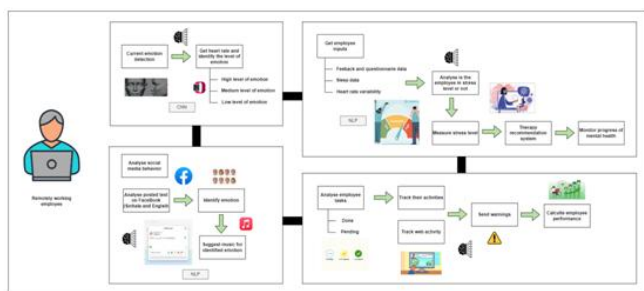 Remotely working
employee
Current emotion
detection
Get heart rate and
identify the level of
emotion
High level of emotion
Medium level of emotion
Low level of emotion
CNN
Analyse social
media behavior
Analyse posted text
on Facebook
(Sinhala and English)
Identify emotion
Suggest music for
identified emotion
NLP
Get employee
inputs
Feeback and questionnaire data
Sleep data
Heart rate variability
NLP
Analyse is the
employee in stress
level or not
Measure stress level
Therapy
recommendation
system
Monitor progress of
mental health
Analyse employee
tasks
Done
Pending
Track their activities
Track web activity
Send warnings
Calculate employee
performance